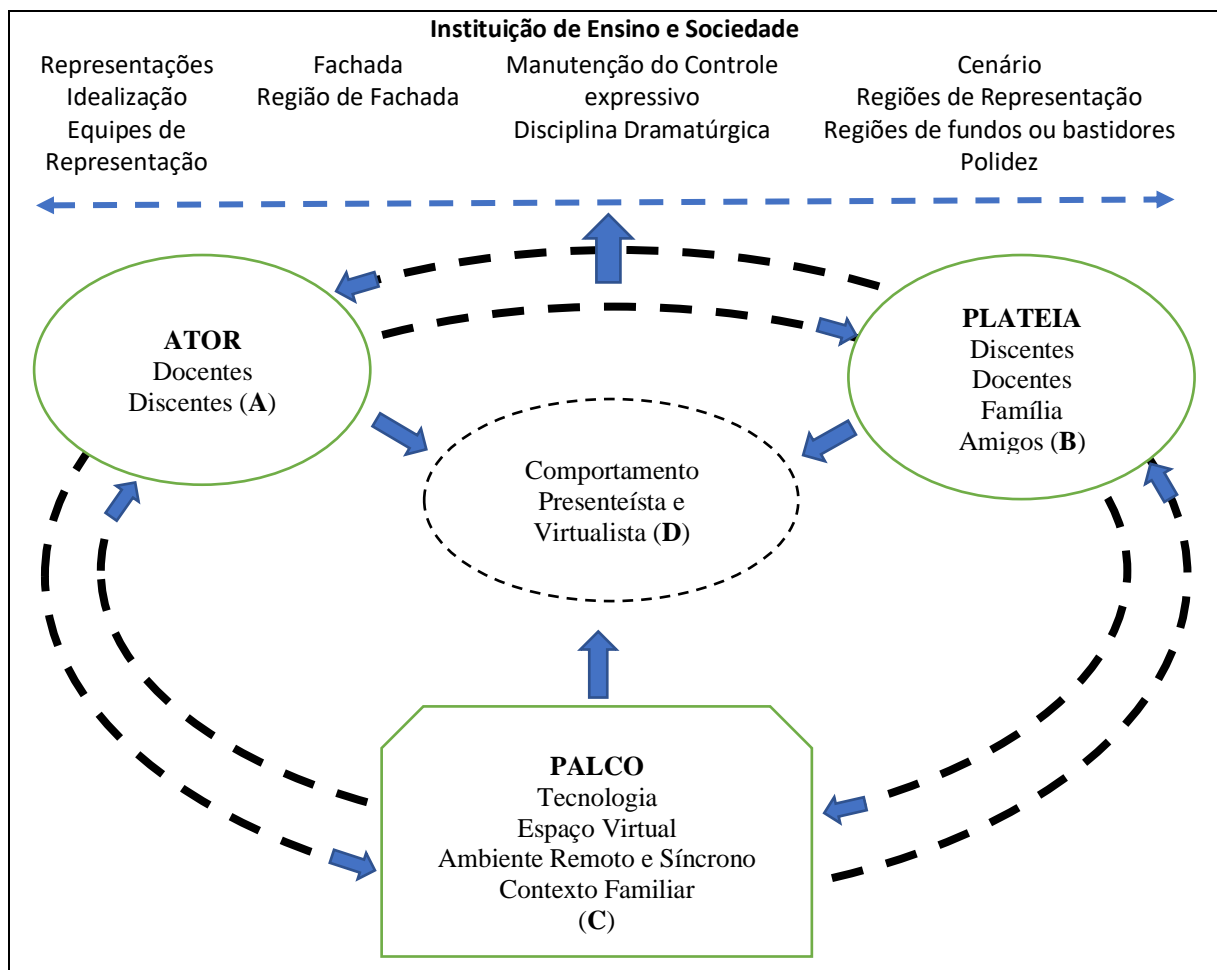 Instituição de Ensino e Sociedade
Representações
Idealização
Equipes de
Representação
Fachada
Região de Fachada
Manutenção do Controle
expressivo
Disciplina Dramatúrgica
Cenário
Regiões de Representação
Regiões de fundos ou bastidores
Polidez
ATOR
Docentes
Discentes (A)
PLATEIA
Discentes
Docentes
Família
Amigos (B)
Comportamento
Presenteísta e
Virtualista (D)
PALCO
Tecnologia
Espaço Virtual
Ambiente Remoto e Síncrono
Contexto Familiar
(C)